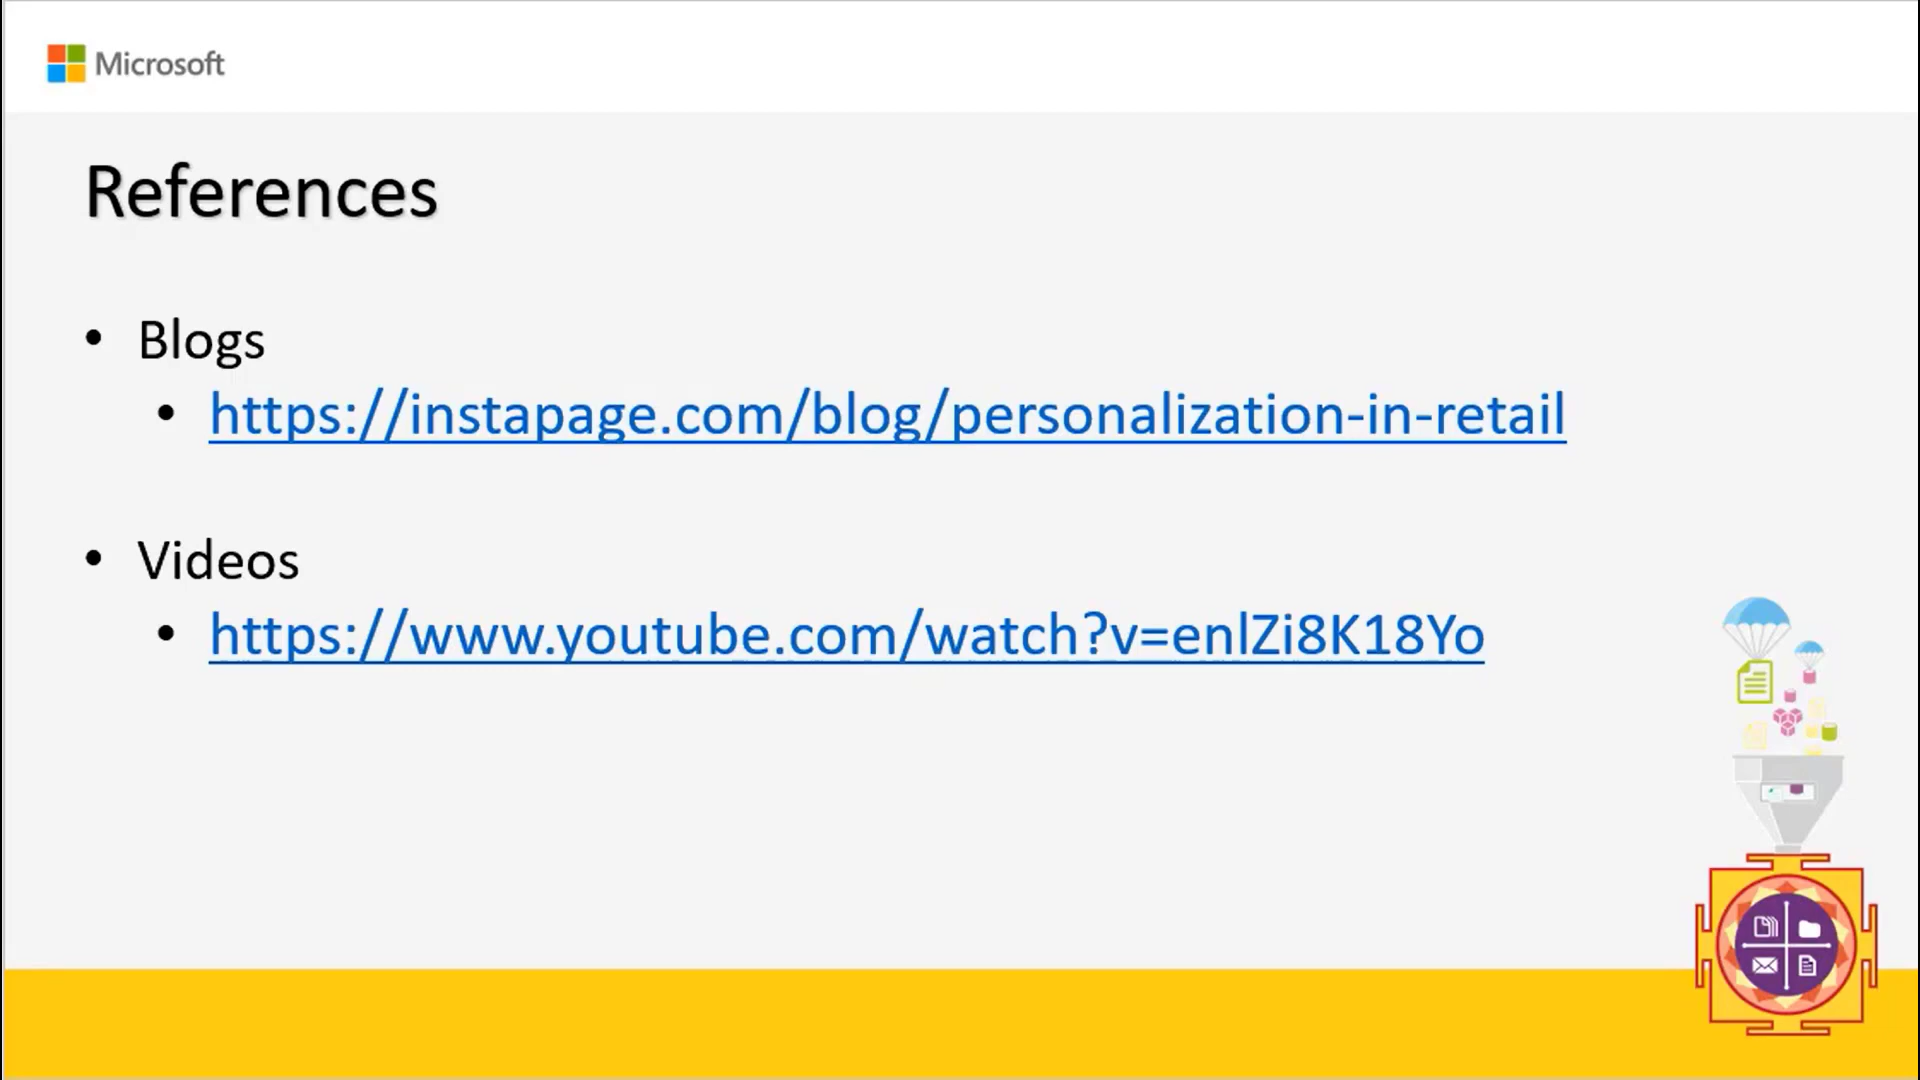 Microsoft
References
• Blogs
• https://instapage.com/blog/personalization-in-retail
• Videos
• https://www.youtube.com/watch?v=enlZi8K18Yo